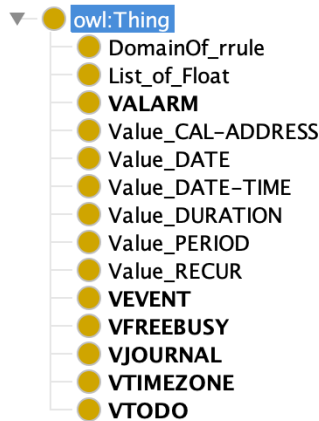 owl:Thing
DomainOf_rrule
List_of_Float
VALARM
Value_CAL-ADDRESS
Value_DATE
Value_DATE-TIME
Value_DURATION
Value_PERIOD
Value_RECUR
VEVENT
VFREEBUSY
VJOURNAL
VTIMEZONE
VTODO